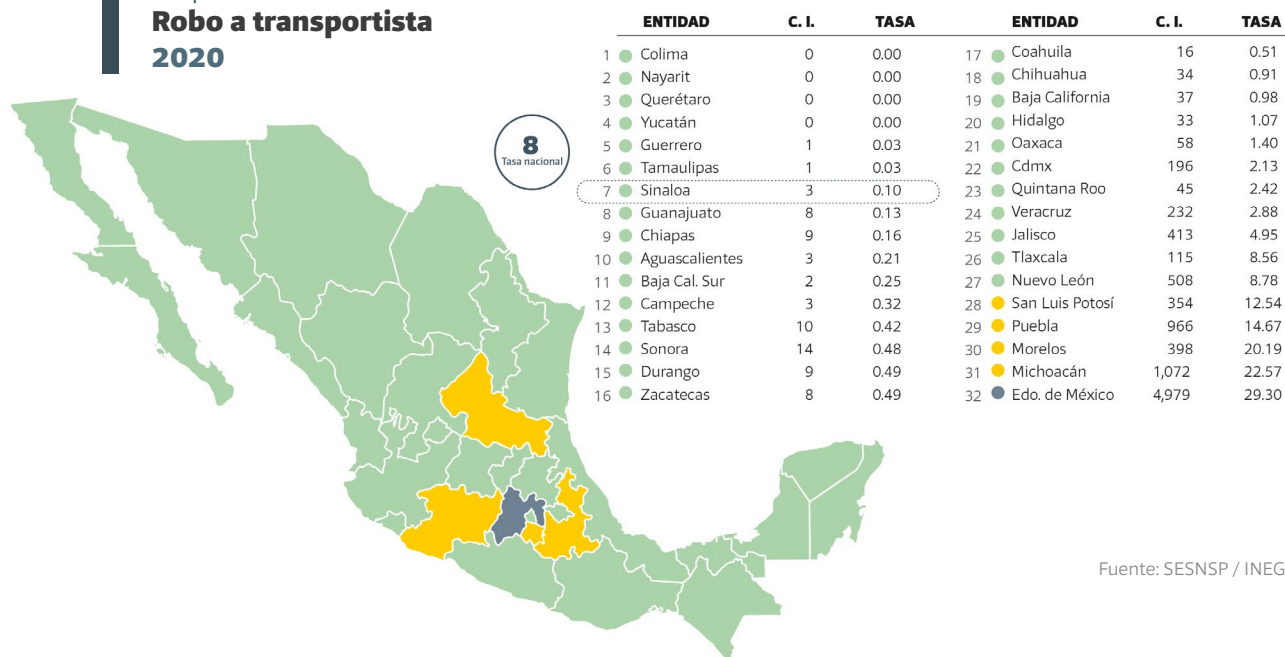 Robo a transportista
2020
8
Tasa nacional
ENTIDAD C. I. TASA
1 Colima 0 0.00
2 Nayarit 0 0.00
3 Querétaro 0 0.00
4 Yucatán 0 0.00
5 Guerrero 1 0.03
6 Tamaulipas 1 0.03
7 Sinaloa 3 0.10
8 Guanajuato 8 0.13
9 Chiapas 9 0.16
10 Aguascalientes 3 0.21
11 Baja Cal. Sur 2 0.25
12 Campeche 3 0.32
13 Tabasco 10 0.42
14 Sonora 14 0.48
15 Durango 9 0.49
16 Zacatecas 8 0.49
ENTIDAD C. I. TASA
17 Coahuila 16 0.51
18 Chihuahua 34 0.91
19 Baja California 37 0.98
20 Hidalgo 33 1.07
21 Oaxaca 58 1.40
22 Cdmx 196 2.13
23 Quintana Roo 45 2.42
24 Veracruz 232 2.88
25 Jalisco 413 4.95
26 Tlaxcala 115 8.56
27 Nuevo León 508 8.78
28 San Luis Potosí 354 12.54
29 Puebla 966 14.67
30 Morelos 398 20.19
31 Michoacán 1,072 22.57
32 Edo. de México 4,979 29.30
Fuente: SESNSP / INEG